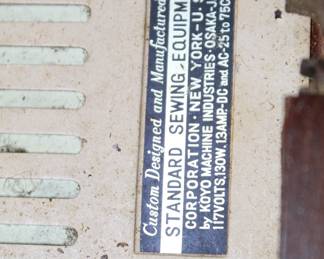 Custom Designed and Manufactured
STANDARD SEWING EQUIPM
CORPORATION · NEW YORK · U· S
by KOYO MACHINE INDUSTRIES · OSAKA · J
117VOLTS, 130W, 1.3AMP.-DC and AC-25 to 75C